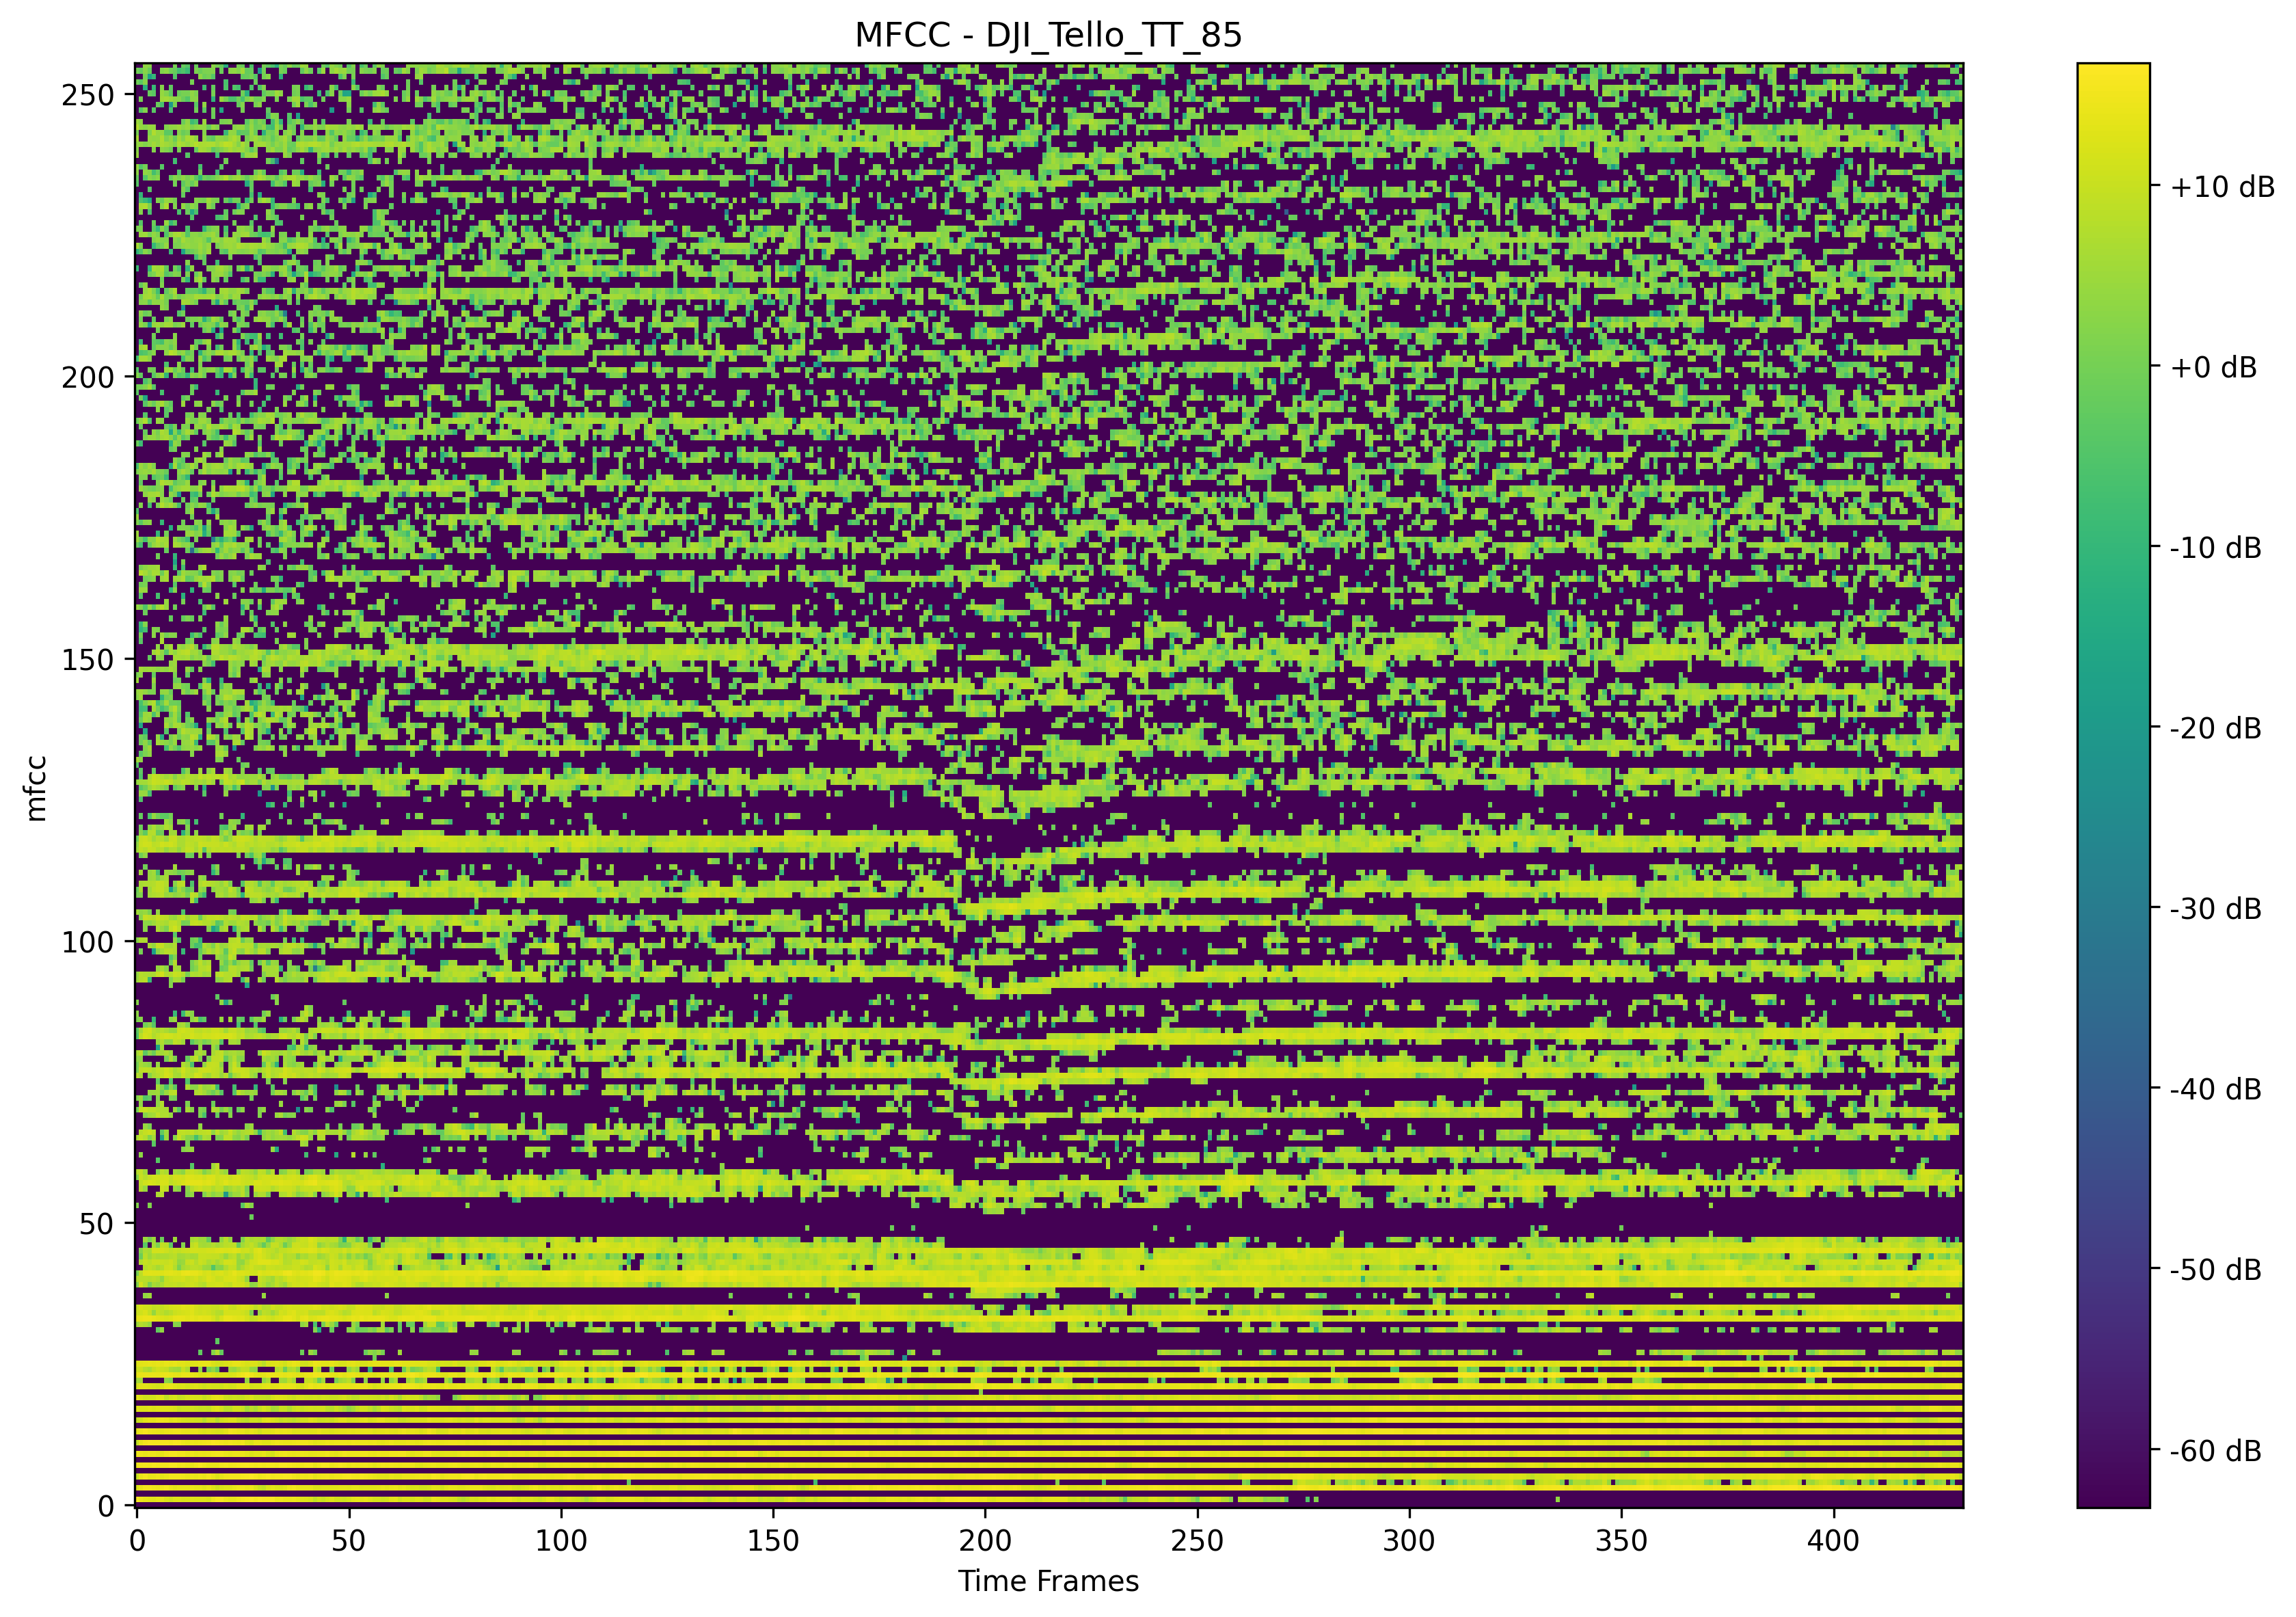 MFCC - DJI_Tello_TT_85
250
200
150
100
50
0
mfcc
0
50
100
150
200
250
300
350
400
Time Frames
+10 dB
+0 dB
-10 dB
-20 dB
-30 dB
-40 dB
-50 dB
-60 dB